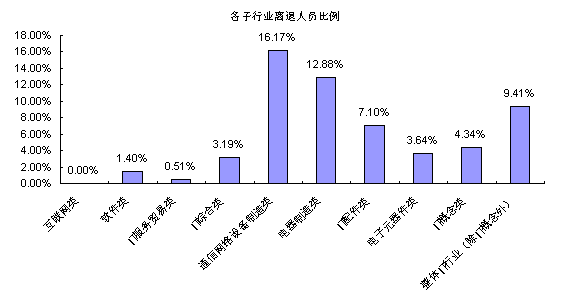 各子行业离退人员比例
18.00%
16.00%
14.00%
12.00%
10.00%
8.00%
6.00%
4.00%
2.00%
0.00%
0.00%
1.40%
0.51%
3.19%
16.17%
12.88%
7.10%
3.64%
4.34%
9.41%
互联网类
软件类
IT服务贸易类
IT综合类
通信网络设备制造类
电器制造类
IT配件类
电子元器件类
IT概念类
整体IT行业（除IT概念外）